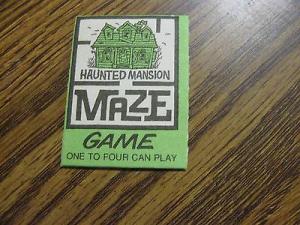 HAUNTED MANSION
MAZE
GAME
ONE TO FOUR CAN PLAY